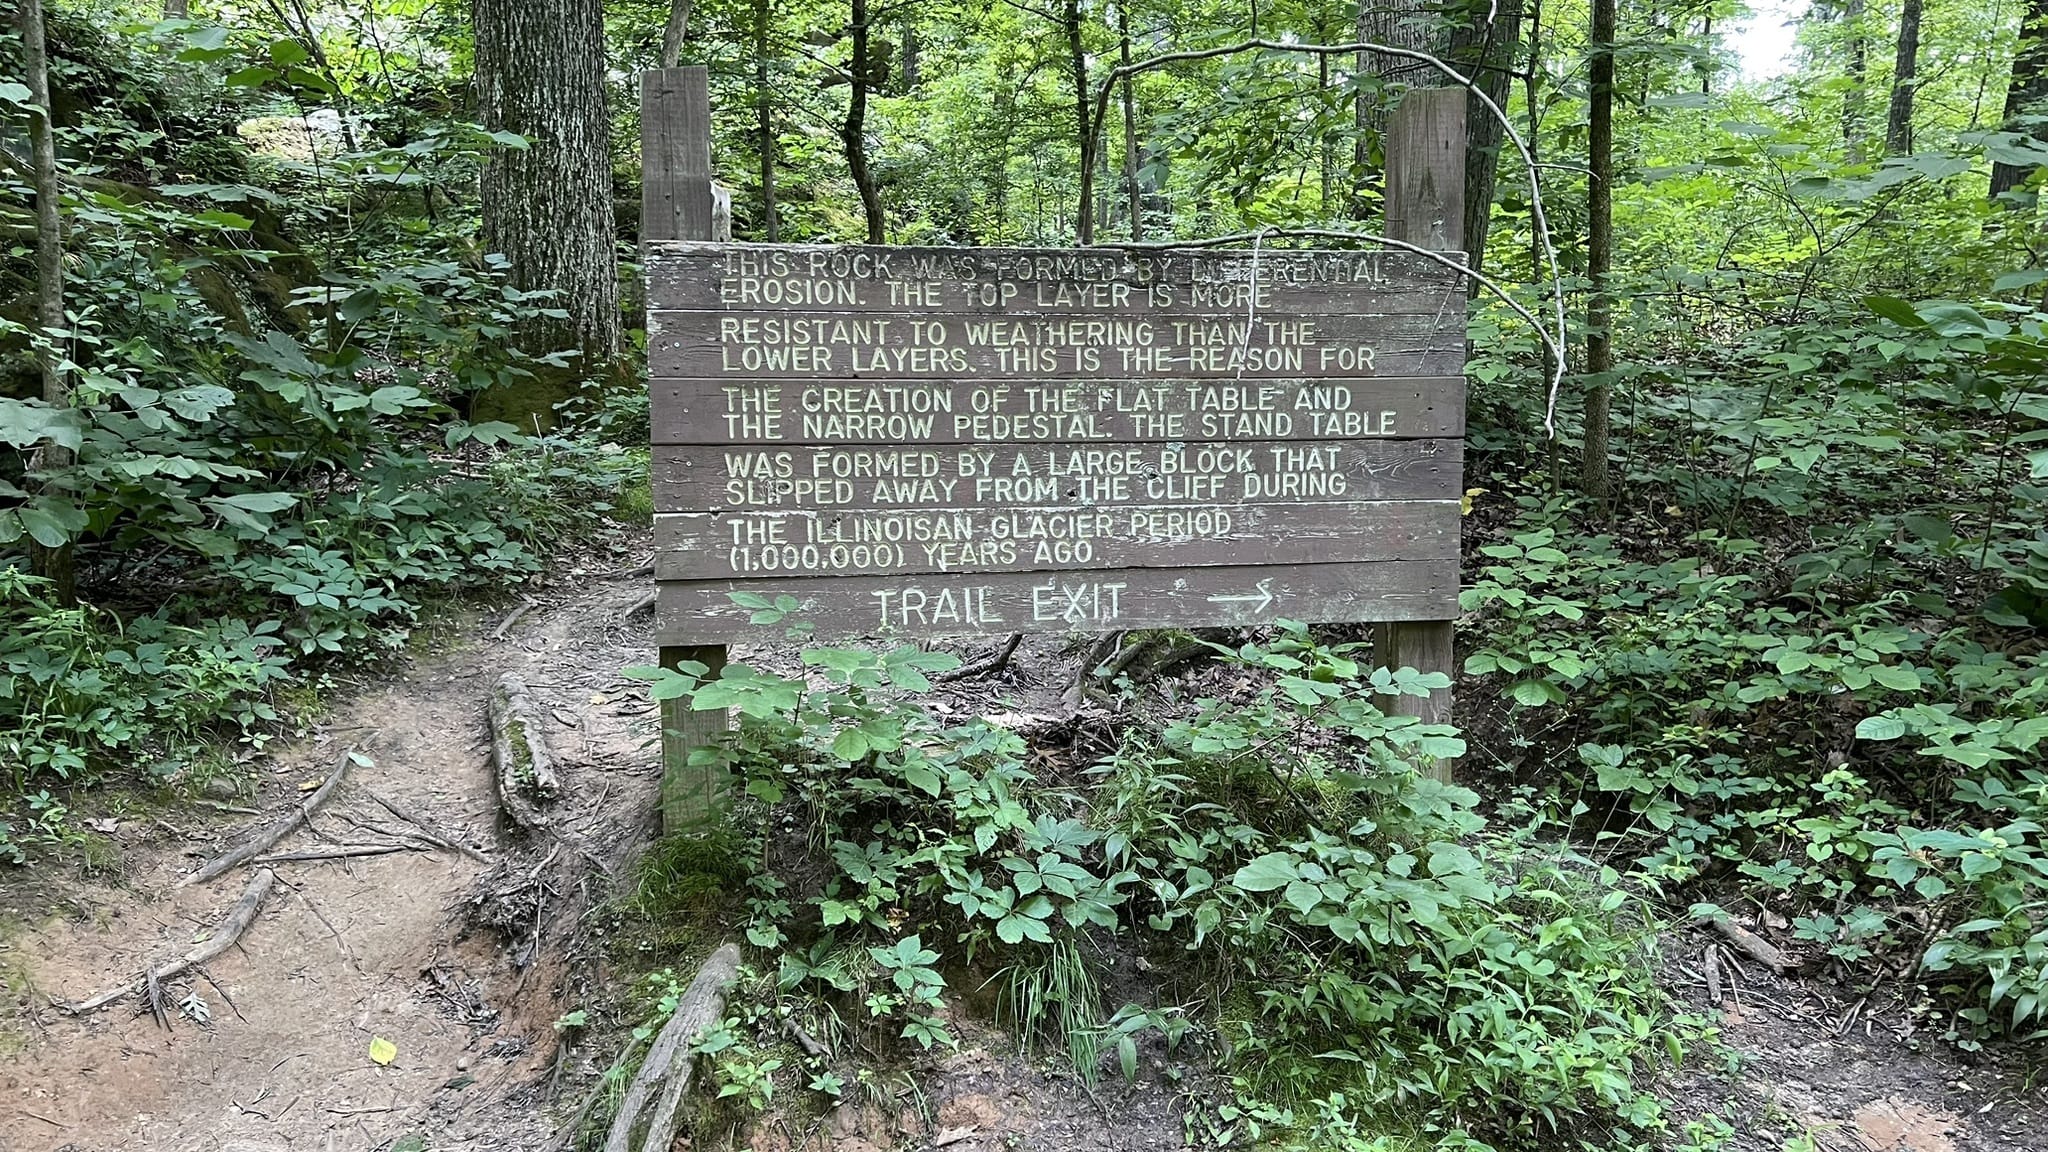 THIS ROCK WAS FORMED BY DIFFERENTIAL
EROSION. THE TOP LAYER IS MORE
RESISTANT TO WEATHERING THAN THE
LOWER LAYERS. THIS IS THE REASON FOR
THE CREATION OF THE FLAT TABLE AND
THE NARROW PEDESTAL. THE STAND TABLE
WAS FORMED BY A LARGE BLOCK THAT
SLIPPED AWAY FROM THE CLIFF DURING
THE ILLINOISAN GLACIER PERIOD
(1,000,000) YEARS AGO
TRAIL EXIT →